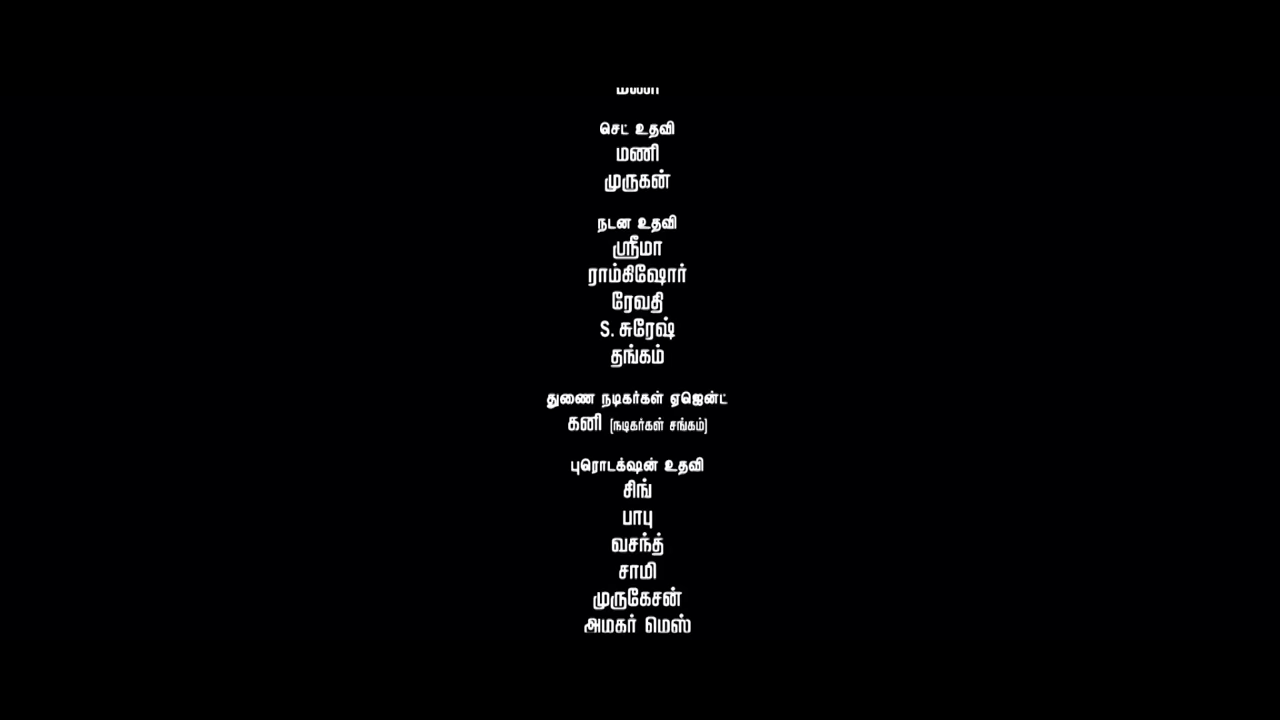 செட் உதவி
மணி
முருகன்
நடன உதவி
ஸ்ரீமா
ராம்கிஷோர்
ரேவதி
S. சுரேஷ்
தங்கம்
துணை நடிகர்கள் ஏஜென்ட்
கனி [நடிகர்கள் சங்கம்]
புரொடக்ஷன் உதவி
சிங்
பாபு
வசந்த்
சாமி
முருகேசன்
அமகர் மெஸ்